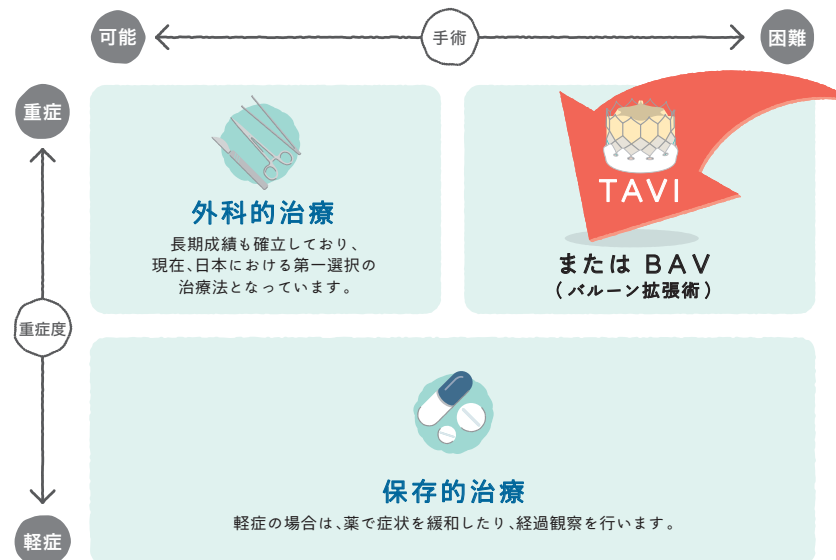 可能
手術
困難
重症
外科的治療
長期成績も確立しており、
現在、日本における第一選択の
治療法となっています。
TAVI
または BAV
(バルーン拡張術)
重症度
保存的治療
軽症の場合は、薬で症状を緩和したり、経過観察を行います。
軽症